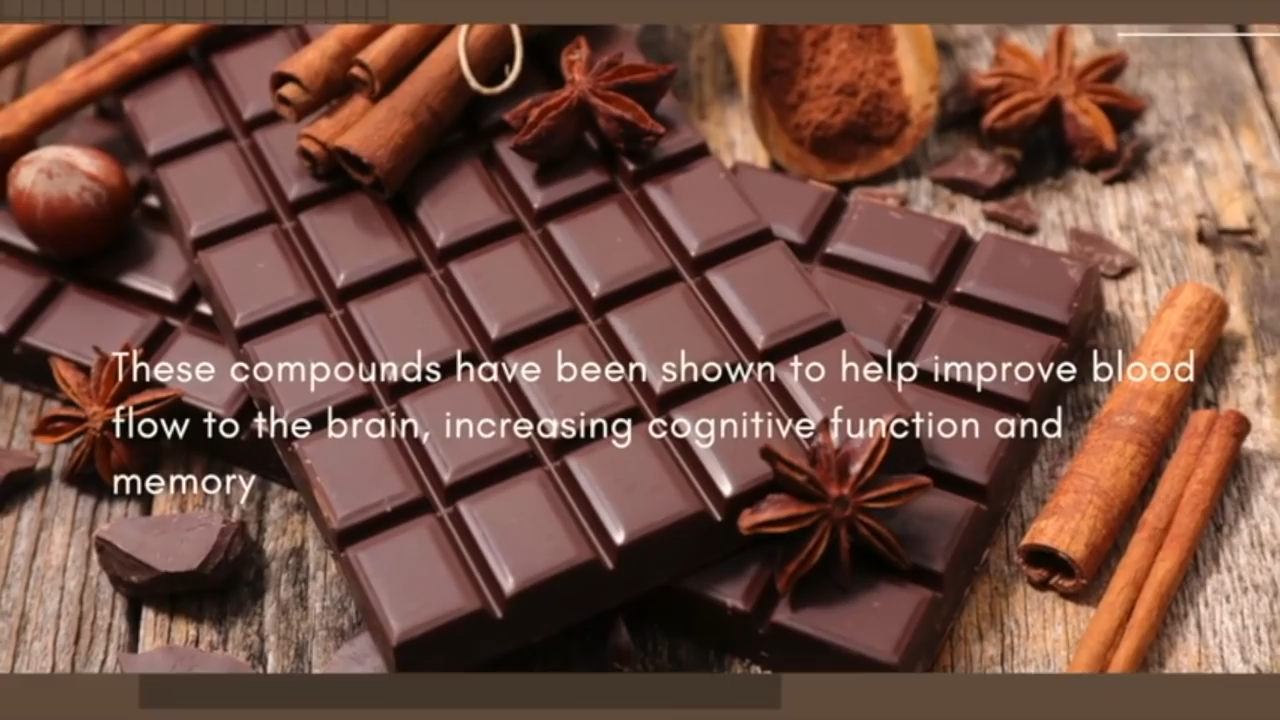 These compounds have been shown to help improve blood
flow to the brain, increasing cognitive function and
memory